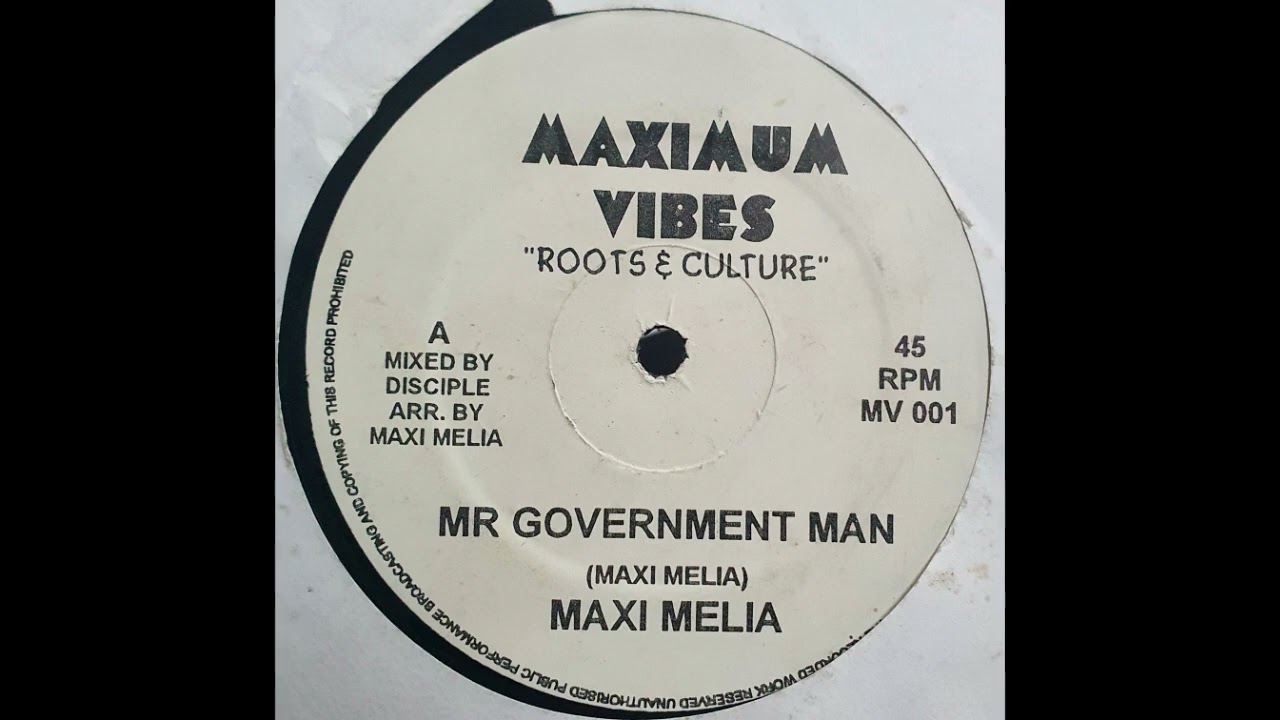 MAXIMUM
VIBES
"ROOTS & CULTURE"
A
MIXED BY
DISCIPLE
ARR. BY
MAXI MELIA
45
RPM
MV 001
MR GOVERNMENT MAN
(MAXI MELIA)
MAXI MELIA
RECORDED WORK RESERVED UNAUTHORISED PUBLIC PERFORMANCE BROADCASTING AND COPYING OF THIS RECORD PROHIBITED